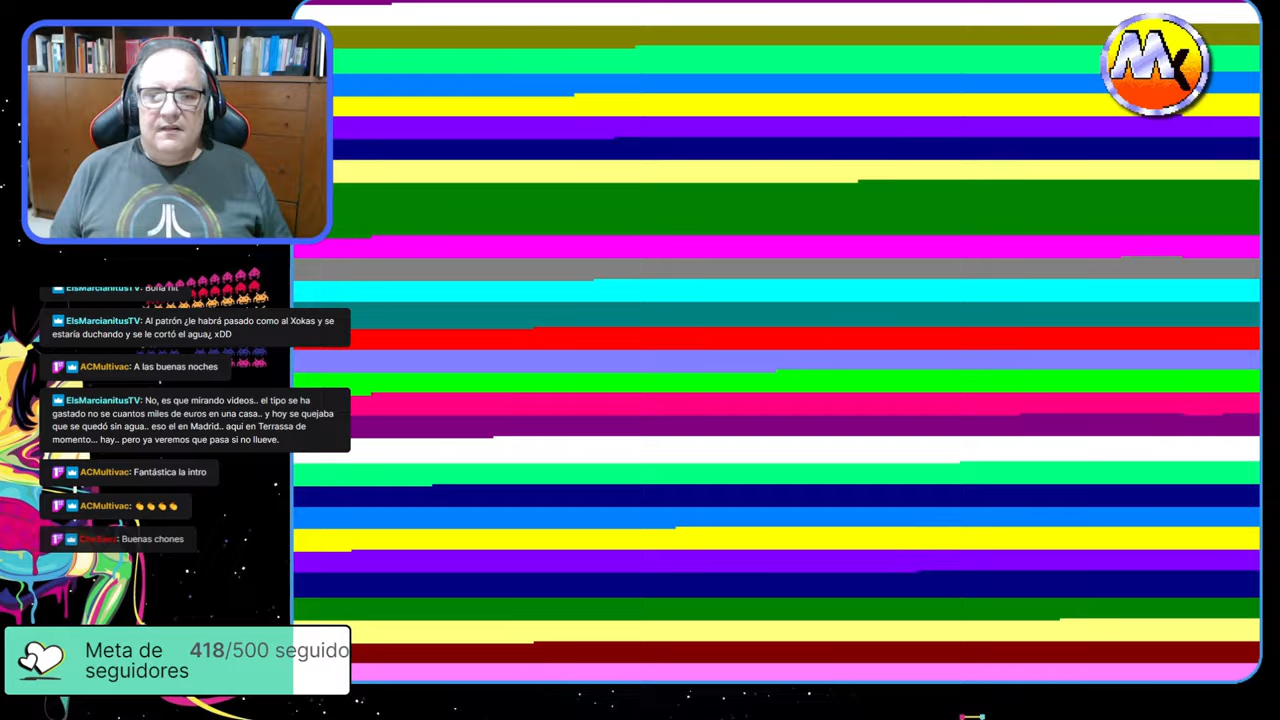 ElsMarcianitusTV: Bona nit
ElsMarcianitusTV: Al patrón ¿le habrá pasado como al Xokas y se
estaría duchando y se le cortó el agua¿ xDD
ACMultivac: A las buenas noches
ElsMarcianitusTV: No, es que mirando videos.. el tipo se ha
gastado no se cuantos miles de euros en una casa.. y hoy se quejaba
que se quedó sin agua.. eso el en Madrid.. aqui en Terrassa de
momento... hay.. pero ya veremos que pasa si no llueve.
ACMultivac: Fantástica la intro
ACMultivac: 👏👏👏👏
: Buenas chones
Meta de
seguidores
418/500 seguido